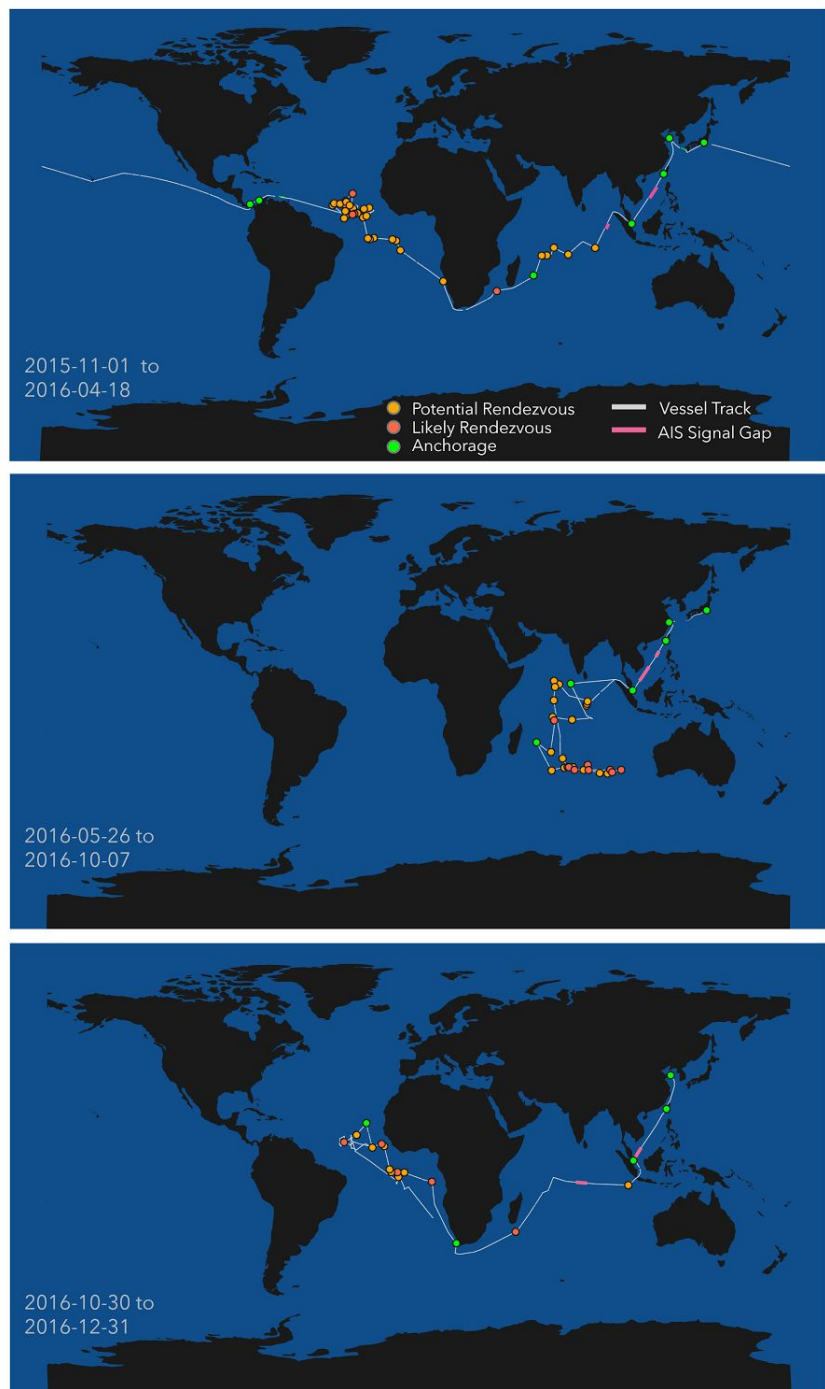 2015-11-01 to
2016-04-18
Potential Rendezvous
Likely Rendezvous
Anchorage
Vessel Track
AIS Signal Gap
2016-05-26 to
2016-10-07
2016-10-30 to
2016-12-31